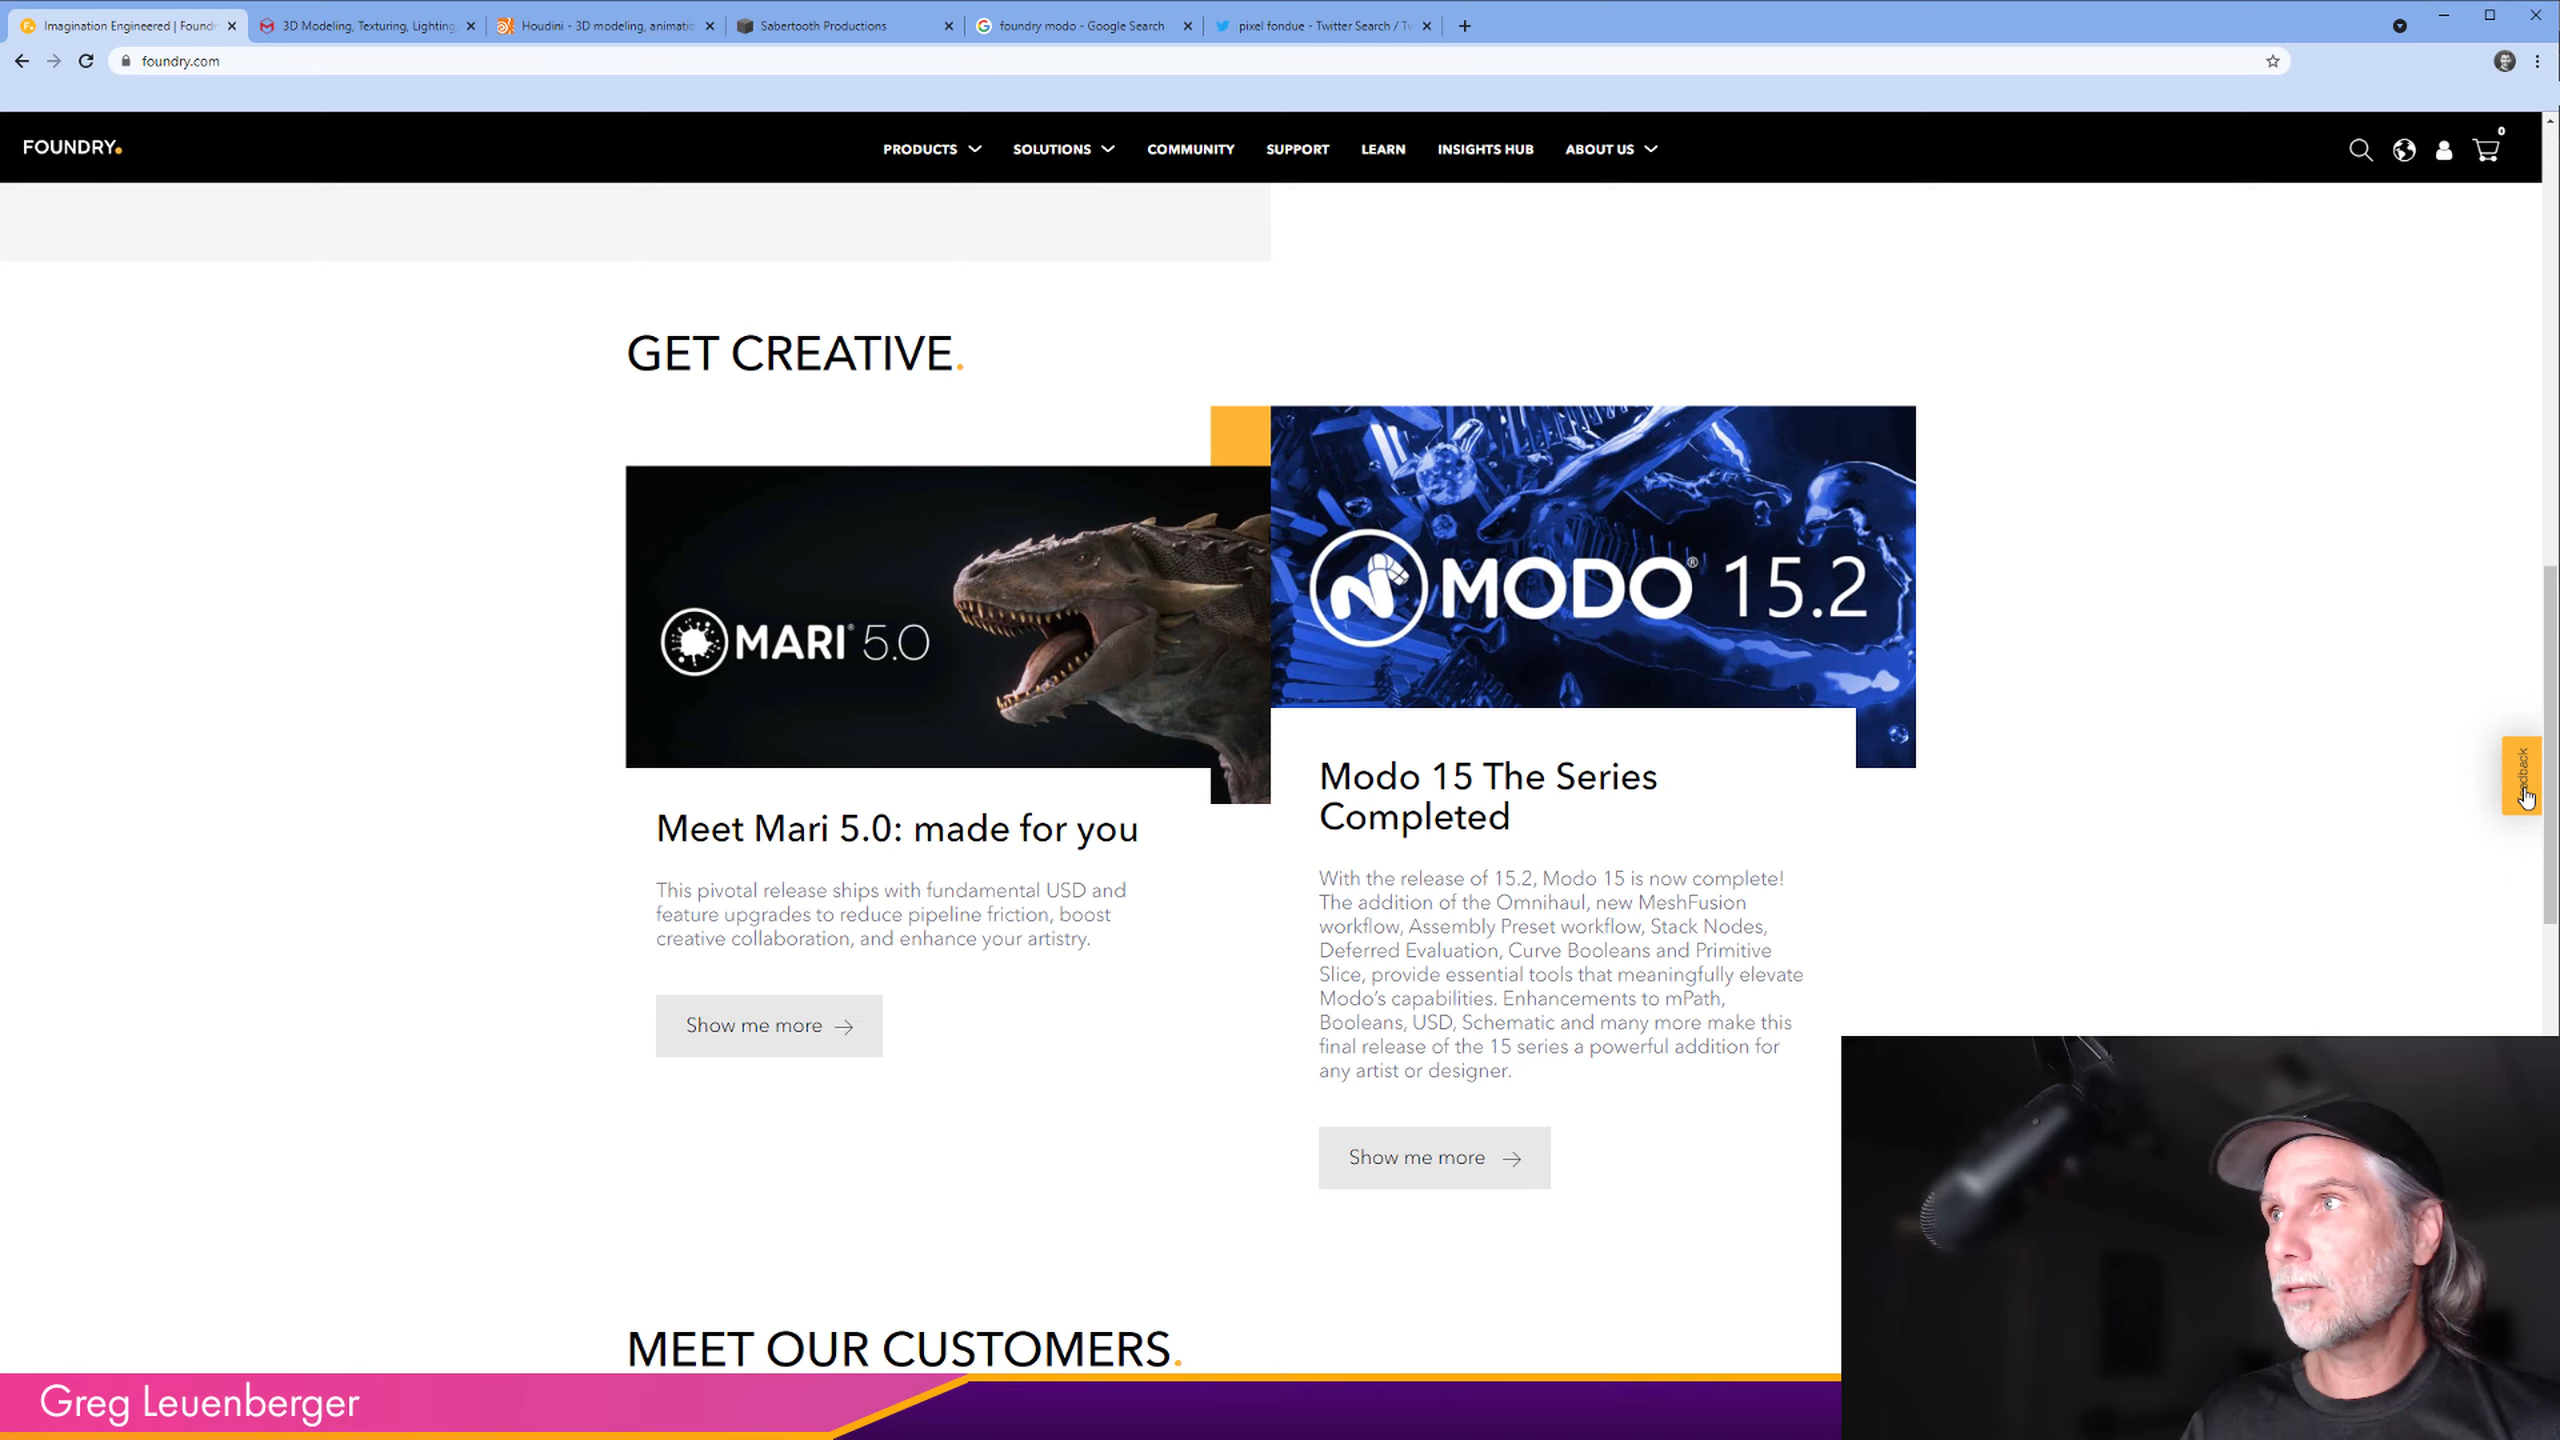 Imagination Engineered | Found
3D Modeling, Texturing, Lighting,
Houdini - 3D modeling, animatic
Sabertooth Productions
foundry modo - Google Search
pixel fondue - Twitter Search / Tw
foundry.com
FOUNDRY.
PRODUCTS
SOLUTIONS
COMMUNITY
SUPPORT
LEARN
INSIGHTS HUB
ABOUT US
0
GET CREATIVE.
MARI® 5.0
MODO® 15.2
Meet Mari 5.0: made for you
This pivotal release ships with fundamental USD and
feature upgrades to reduce pipeline friction, boost
creative collaboration, and enhance your artistry.
Show me more →
Modo 15 The Series
Completed
With the release of 15.2, Modo 15 is now complete!
The addition of the Omnihaul, new MeshFusion
workflow, Assembly Preset workflow, Stack Nodes,
Deferred Evaluation, Curve Booleans and Primitive
Slice, provide essential tools that meaningfully elevate
Modo's capabilities. Enhancements to mPath,
Booleans, USD, Schematic and many more make this
final release of the 15 series a powerful addition for
any artist or designer.
Show me more →
MEET OUR CUSTOMERS.
Greg Leuenberger